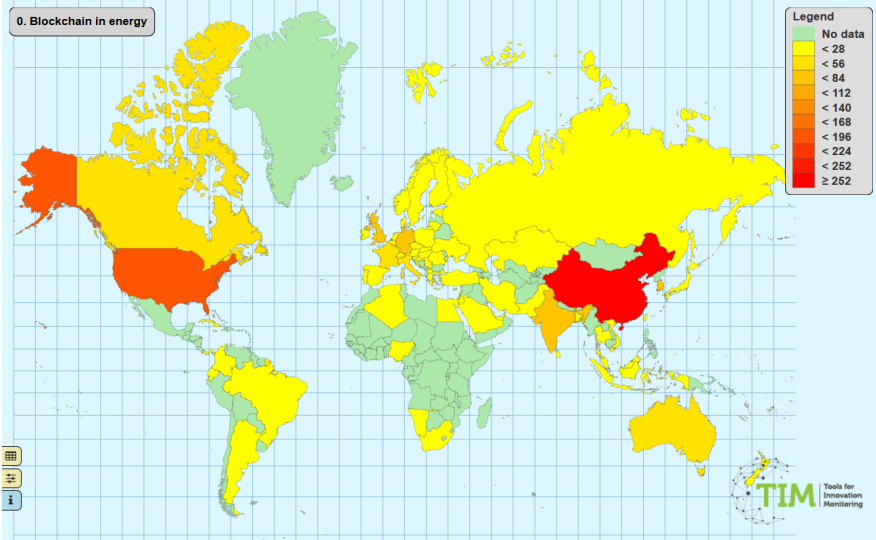 0. Blockchain in energy
Legend
No data
< 28
< 56
< 84
< 112
< 140
< 168
< 196
< 224
< 252
≥ 252
i
TIM
Tools for
Innovation
Monitoring